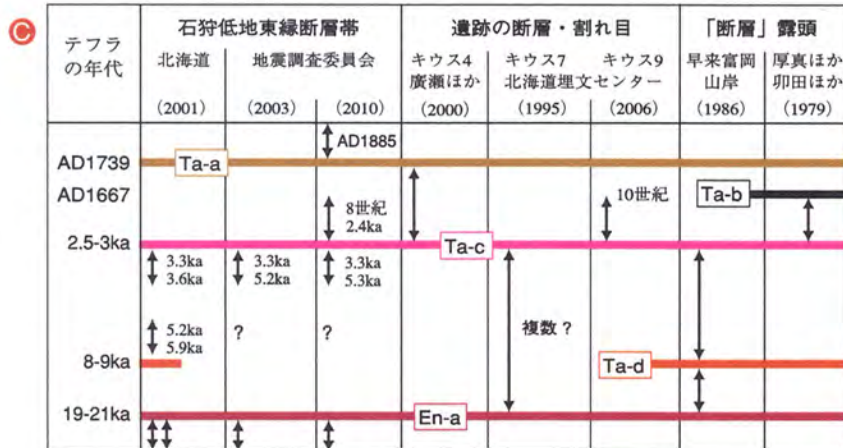 C
テフラ
の年代
石狩低地東縁断層帯
遺跡の断層・割れ目
「断層」露頭
北海道
地震調査委員会
キウス4
廣瀬ほか
キウス7
キウス9
北海道埋文センター
早来富岡
山岸
厚真ほか
卯田ほか
(2001)
(2003)
(2010)
(2000)
(1995)
(2006)
(1986)
(1979)
AD1885
AD1739
Ta-a
AD1667
8世紀
2.4ka
10世紀
Ta-b
2.5-3ka
Ta-c
3.3ka
3.6ka
3.3ka
5.2ka
3.3ka
5.3ka
5.2ka
5.9ka
?
?
複数?
8-9ka
Ta-d
19-21ka
En-a